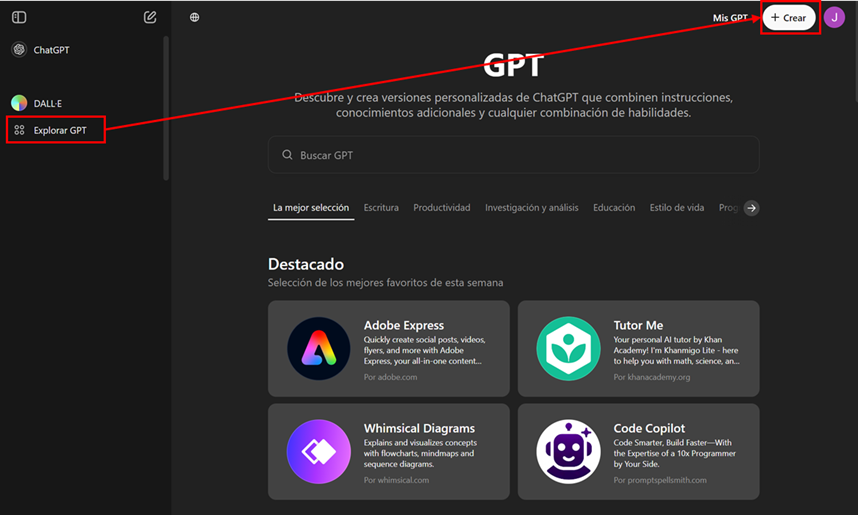 ChatGPT
DALL·E
Explorar GPT
Mis GPT
+ Crear
J
GPT
Descubre y crea versiones personalizadas de ChatGPT que combinen instrucciones,
conocimientos adicionales y cualquier combinación de habilidades.
Buscar GPT
La mejor selección Escritura Productividad Investigación y análisis Educación Estilo de vida Prog
Destacado
Selección de los mejores favoritos de esta semana
Adobe Express
Quickly create social posts, videos,
flyers, and more with Adobe
Express, your all-in-one content...
Por adobe.com
Tutor Me
Your personal AI tutor by Khan
Academy! I'm Khanmigo Lite - here
to help you with math, science, an...
Por khanacademy.org
Whimsical Diagrams
Explains and visualizes concepts
with flowcharts, mindmaps and
sequence diagrams.
Por whimsical.com
Code Copilot
Code Smarter, Build Faster—With
the Expertise of a 10x Programmer
by Your Side.
Por promptspellsmith.com